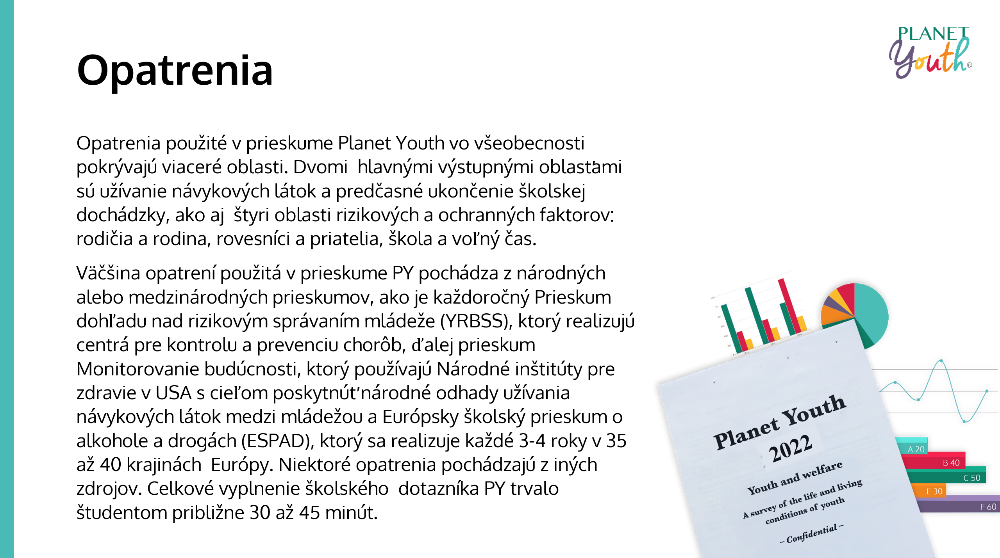 PLANET
Youth®
Opatrenia
Opatrenia použité v prieskume Planet Youth vo všeobecnosti
pokrývajú viaceré oblasti. Dvomi  hlavnými výstupnými oblasťami
sú užívanie návykových látok a predčasné ukončenie školskej
dochádzky, ako aj  štyri oblasti rizikových a ochranných faktorov:
rodičia a rodina, rovesníci a priatelia, škola a voľný čas.
Väčšina opatrení použitá v prieskume PY pochádza z národných
alebo medzinárodných prieskumov, ako je každoročný Prieskum
dohľadu nad rizikovým správaním mládeže (YRBSS), ktorý realizujú
centrá pre kontrolu a prevenciu chorôb, ďalej prieskum
Monitorovanie budúcnosti, ktorý používajú Národné inštitúty pre
zdravie v USA s cieľom poskytnúť národné odhady užívania
návykových látok medzi mládežou a Európsky školský prieskum o
alkohole a drogách (ESPAD), ktorý sa realizuje každé 3-4 roky v 35
až 40 krajinách  Európy. Niektoré opatrenia pochádzajú z iných
zdrojov. Celkové vyplnenie školského  dotazníka PY trvalo
študentom približne 30 až 45 minút.
Planet Youth
2022
Youth and welfare
A survey of the life and living
conditions of youth
– Confidential –
A 20
B 40
C 50
E 30
F 60